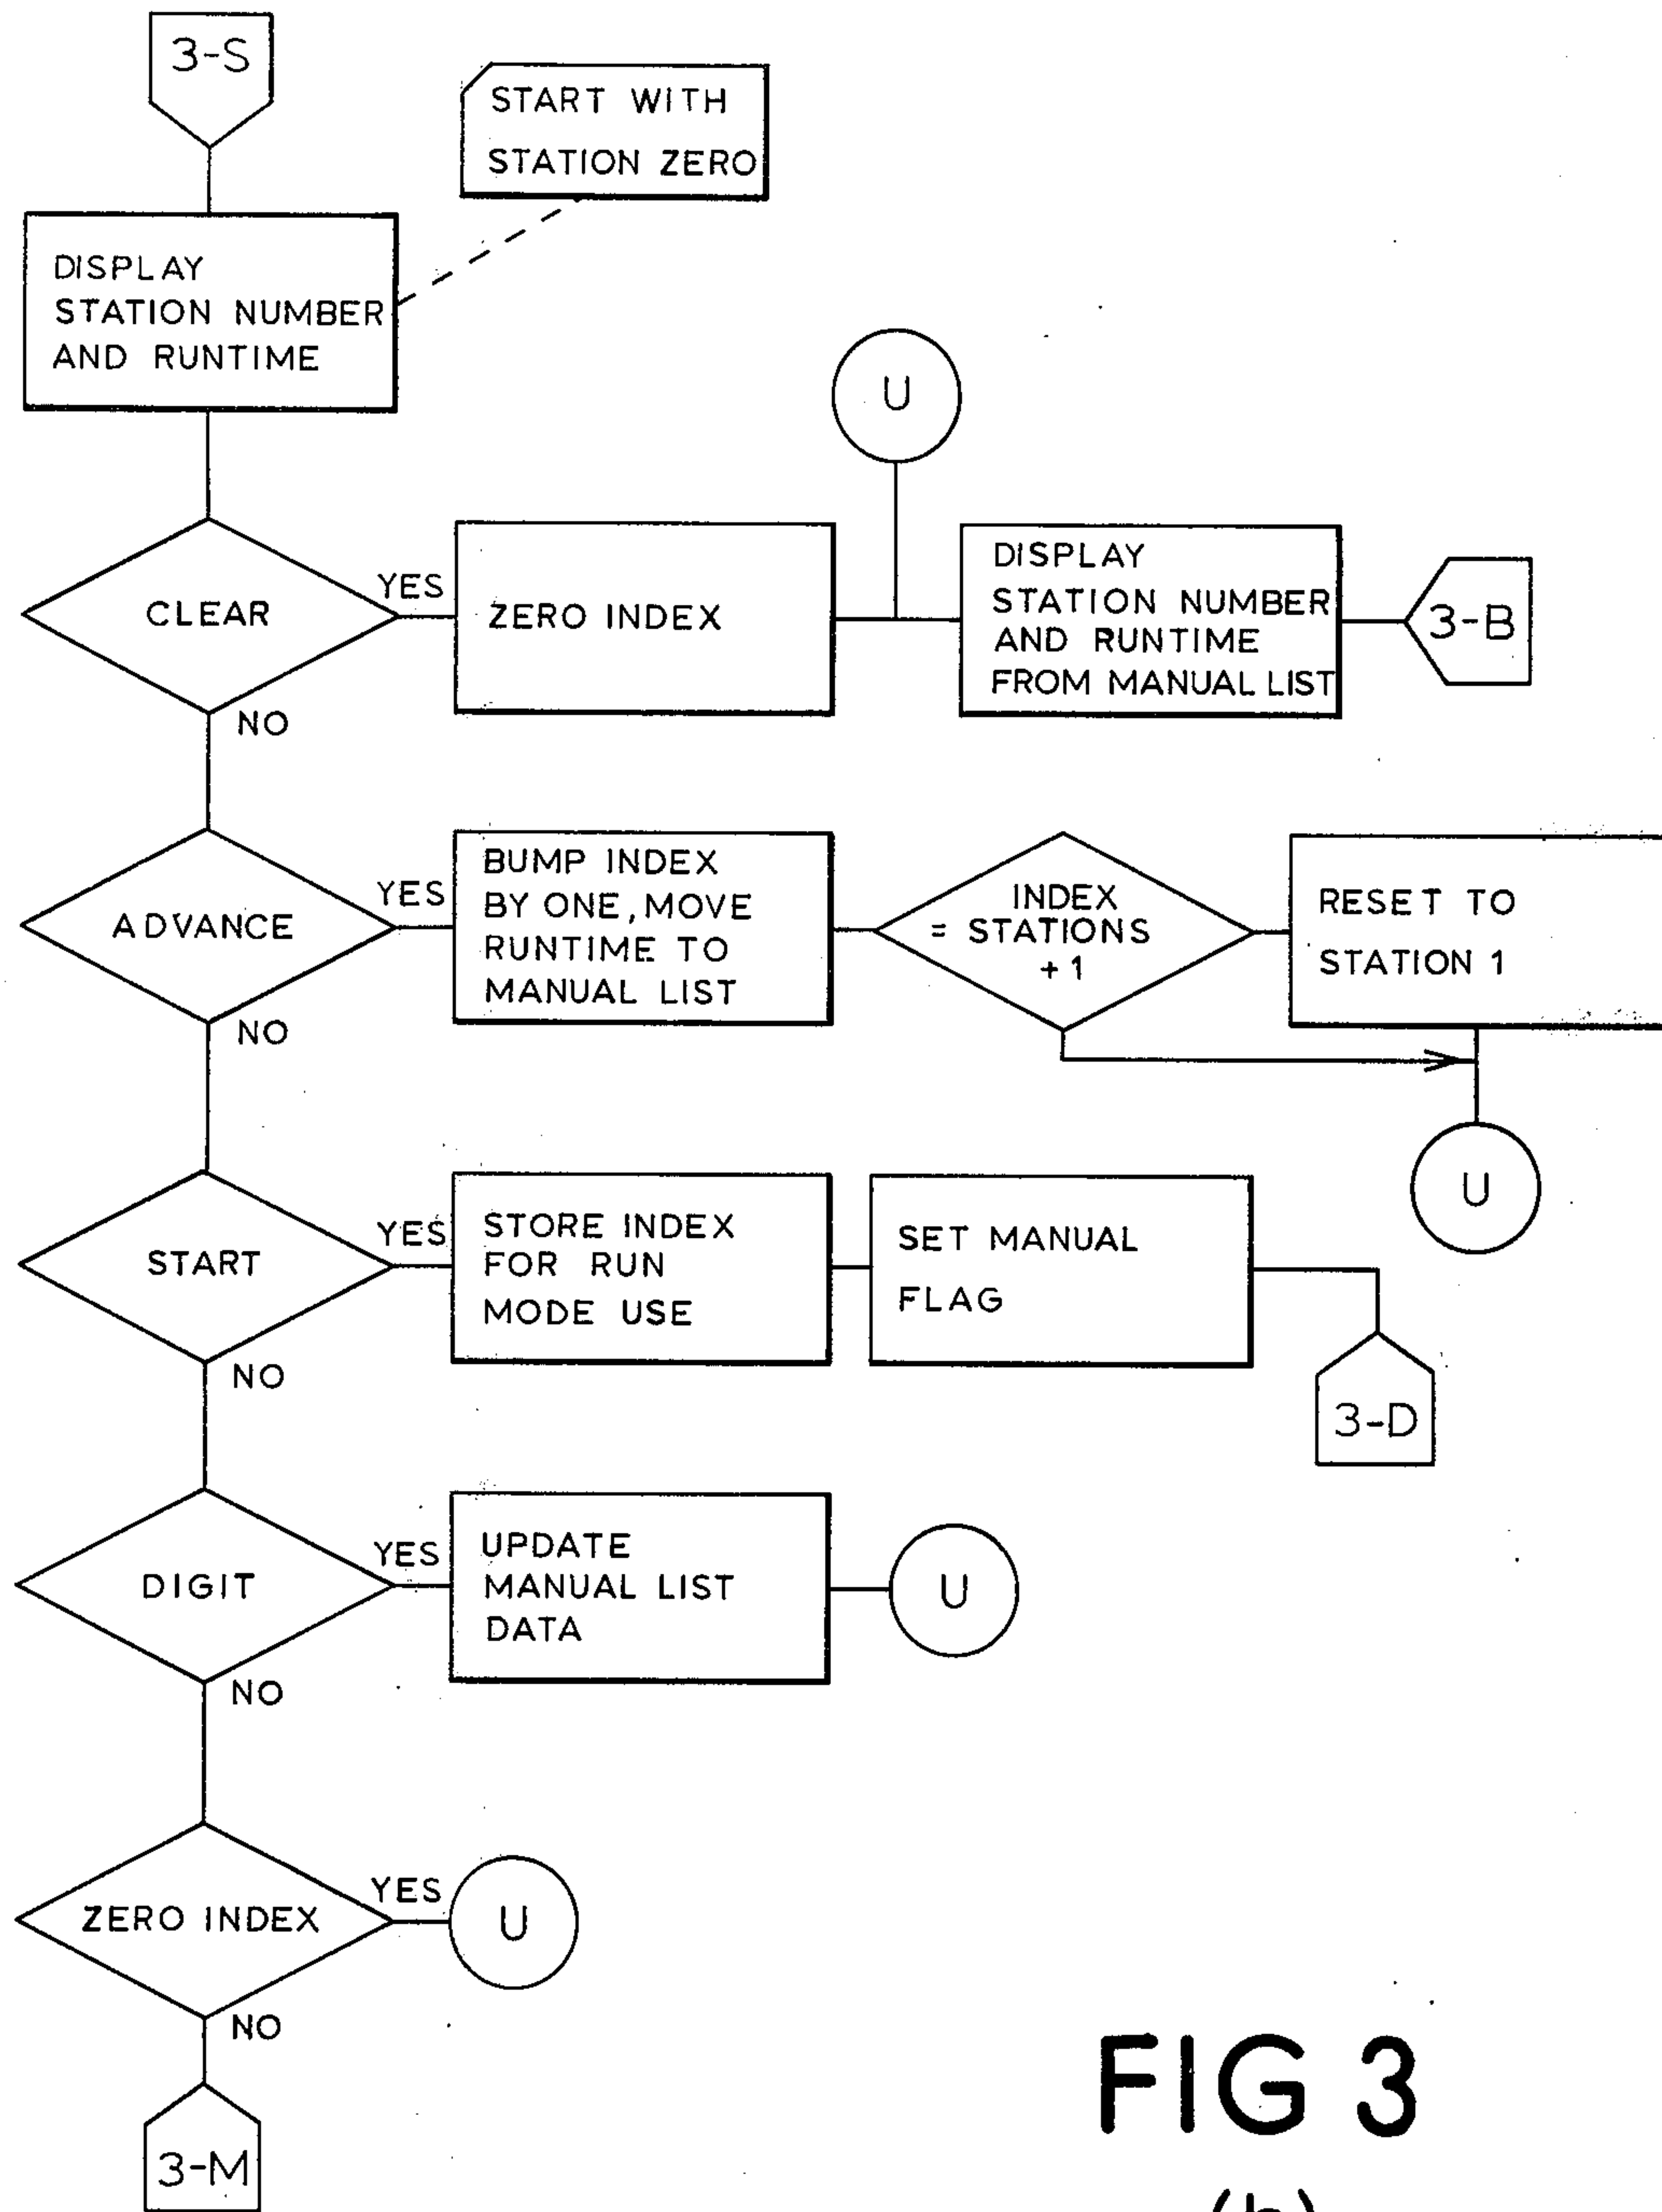 3-S
START WITH
STATION ZERO
DISPLAY
STATION NUMBER
AND RUNTIME
U
CLEAR
YES
NO
ZERO INDEX
DISPLAY
STATION NUMBER
AND RUNTIME
FROM MANUAL LIST
3-B
ADVANCE
YES
NO
BUMP INDEX
BY ONE, MOVE
RUNTIME TO
MANUAL LIST
INDEX
= STATIONS
+ 1
RESET TO
STATION 1
U
START
YES
NO
STORE INDEX
FOR RUN
MODE USE
SET MANUAL
FLAG
3-D
DIGIT
YES
NO
UPDATE
MANUAL LIST
DATA
U
ZERO INDEX
YES
NO
U
3-M
FIG 3
(b)